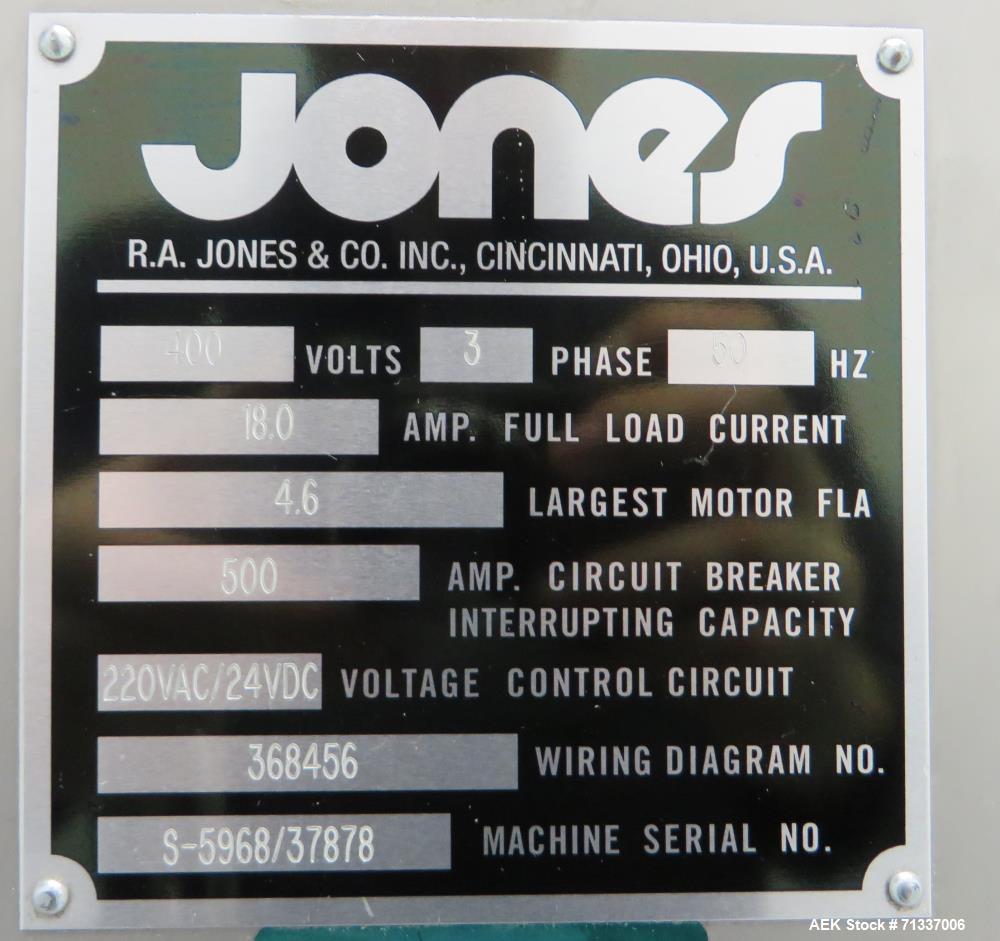 Jones
R.A. JONES & CO. INC., CINCINNATI, OHIO, U.S.A.
400 VOLTS 3 PHASE 50 HZ
18.0 AMP. FULL LOAD CURRENT
4.6 LARGEST MOTOR FLA
500 AMP. CIRCUIT BREAKER
INTERRUPTING CAPACITY
220VAC/24VDC VOLTAGE CONTROL CIRCUIT
368456 WIRING DIAGRAM NO.
S-5968/37878 MACHINE SERIAL NO.
AEK Stock #71337006